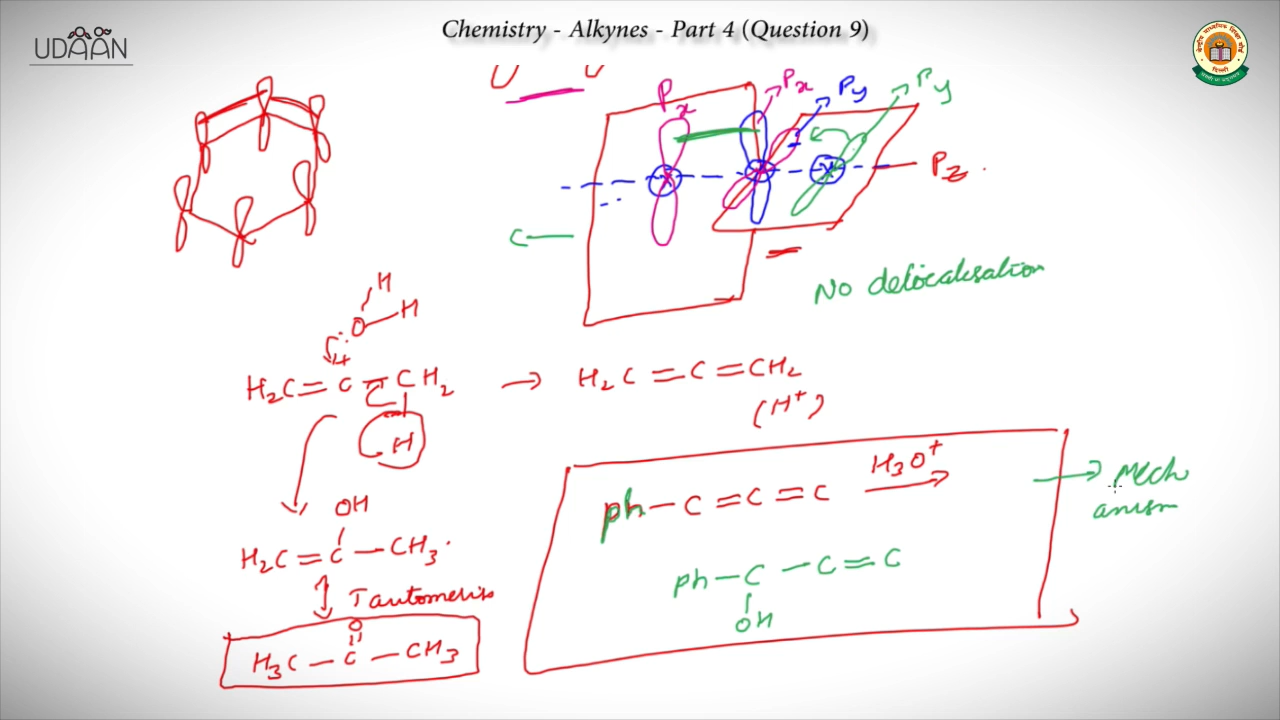 Chemistry - Alkynes - Part 4 (Question 9)
UDAAN
Px
Px
Py
Py
Pz
C
No delocalisation
H
O—H
H2C=C=CH2
H
→ H2C=C=CH2
(H+)
OH
H2C=C—CH3
Tautomeriss
O
H3C—C—CH3
ph—C=C=C H3O+ →
ph—C—C=C
OH
→ Mech
anism